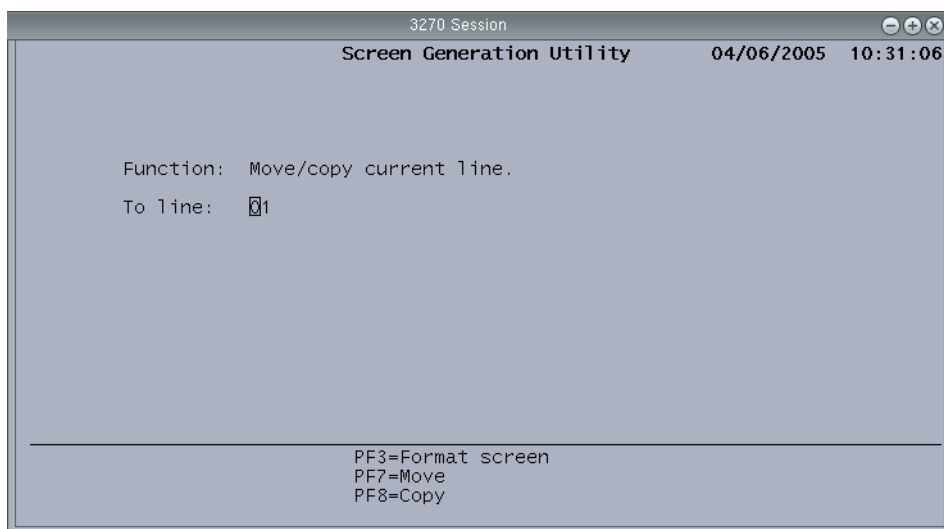 3270 Session
Screen Generation Utility 04/06/2005 10:31:06
Function: Move/copy current line.
To line: 01
PF3=Format screen
PF7=Move
PF8=Copy